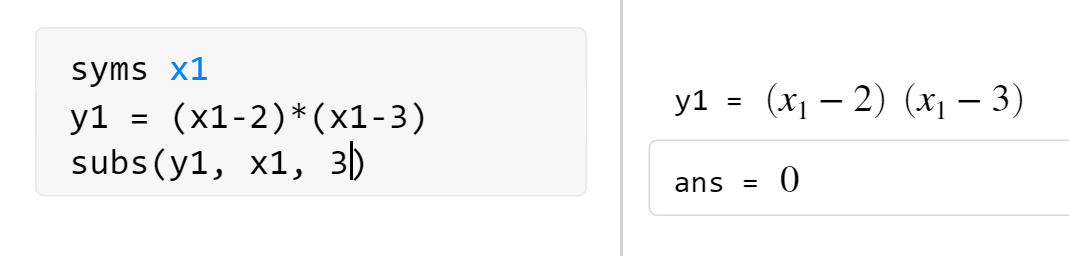 syms x1
y1 = (x1-2)*(x1-3)
subs(y1, x1, 3)
y1 = (x₁ − 2) (x₁ − 3)
ans = 0